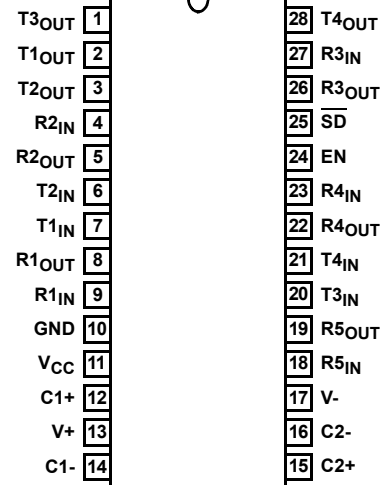 T3OUT 1 28 T4OUT
T1OUT 2 27 R3IN
T2OUT 3 26 R3OUT
R2IN 4 25 S̅D̅
R2OUT 5 24 EN
T2IN 6 23 R4IN
T1IN 7 22 R4OUT
R1OUT 8 21 T4IN
R1IN 9 20 T3IN
GND 10 19 R5OUT
VCC 11 18 R5IN
C1+ 12 17 V-
V+ 13 16 C2-
C1- 14 15 C2+